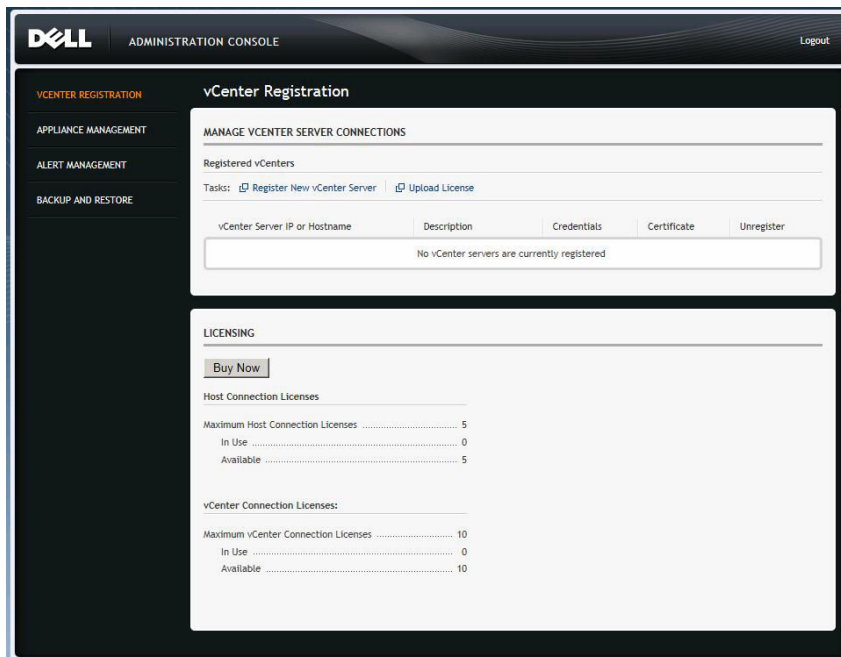 DELL ADMINISTRATION CONSOLE Logout
VCENTER REGISTRATION
APPLIANCE MANAGEMENT
ALERT MANAGEMENT
BACKUP AND RESTORE
vCenter Registration
MANAGE VCENTER SERVER CONNECTIONS
Registered vCenters
Tasks: Register New vCenter Server Upload License
vCenter Server IP or Hostname Description Credentials Certificate Unregister
No vCenter servers are currently registered
LICENSING
Buy Now
Host Connection Licenses
Maximum Host Connection Licenses ................................ 5
In Use ................................................................ 0
Available ............................................................ 5
vCenter Connection Licenses:
Maximum vCenter Connection Licenses .......................... 10
In Use ................................................................ 0
Available ............................................................ 10